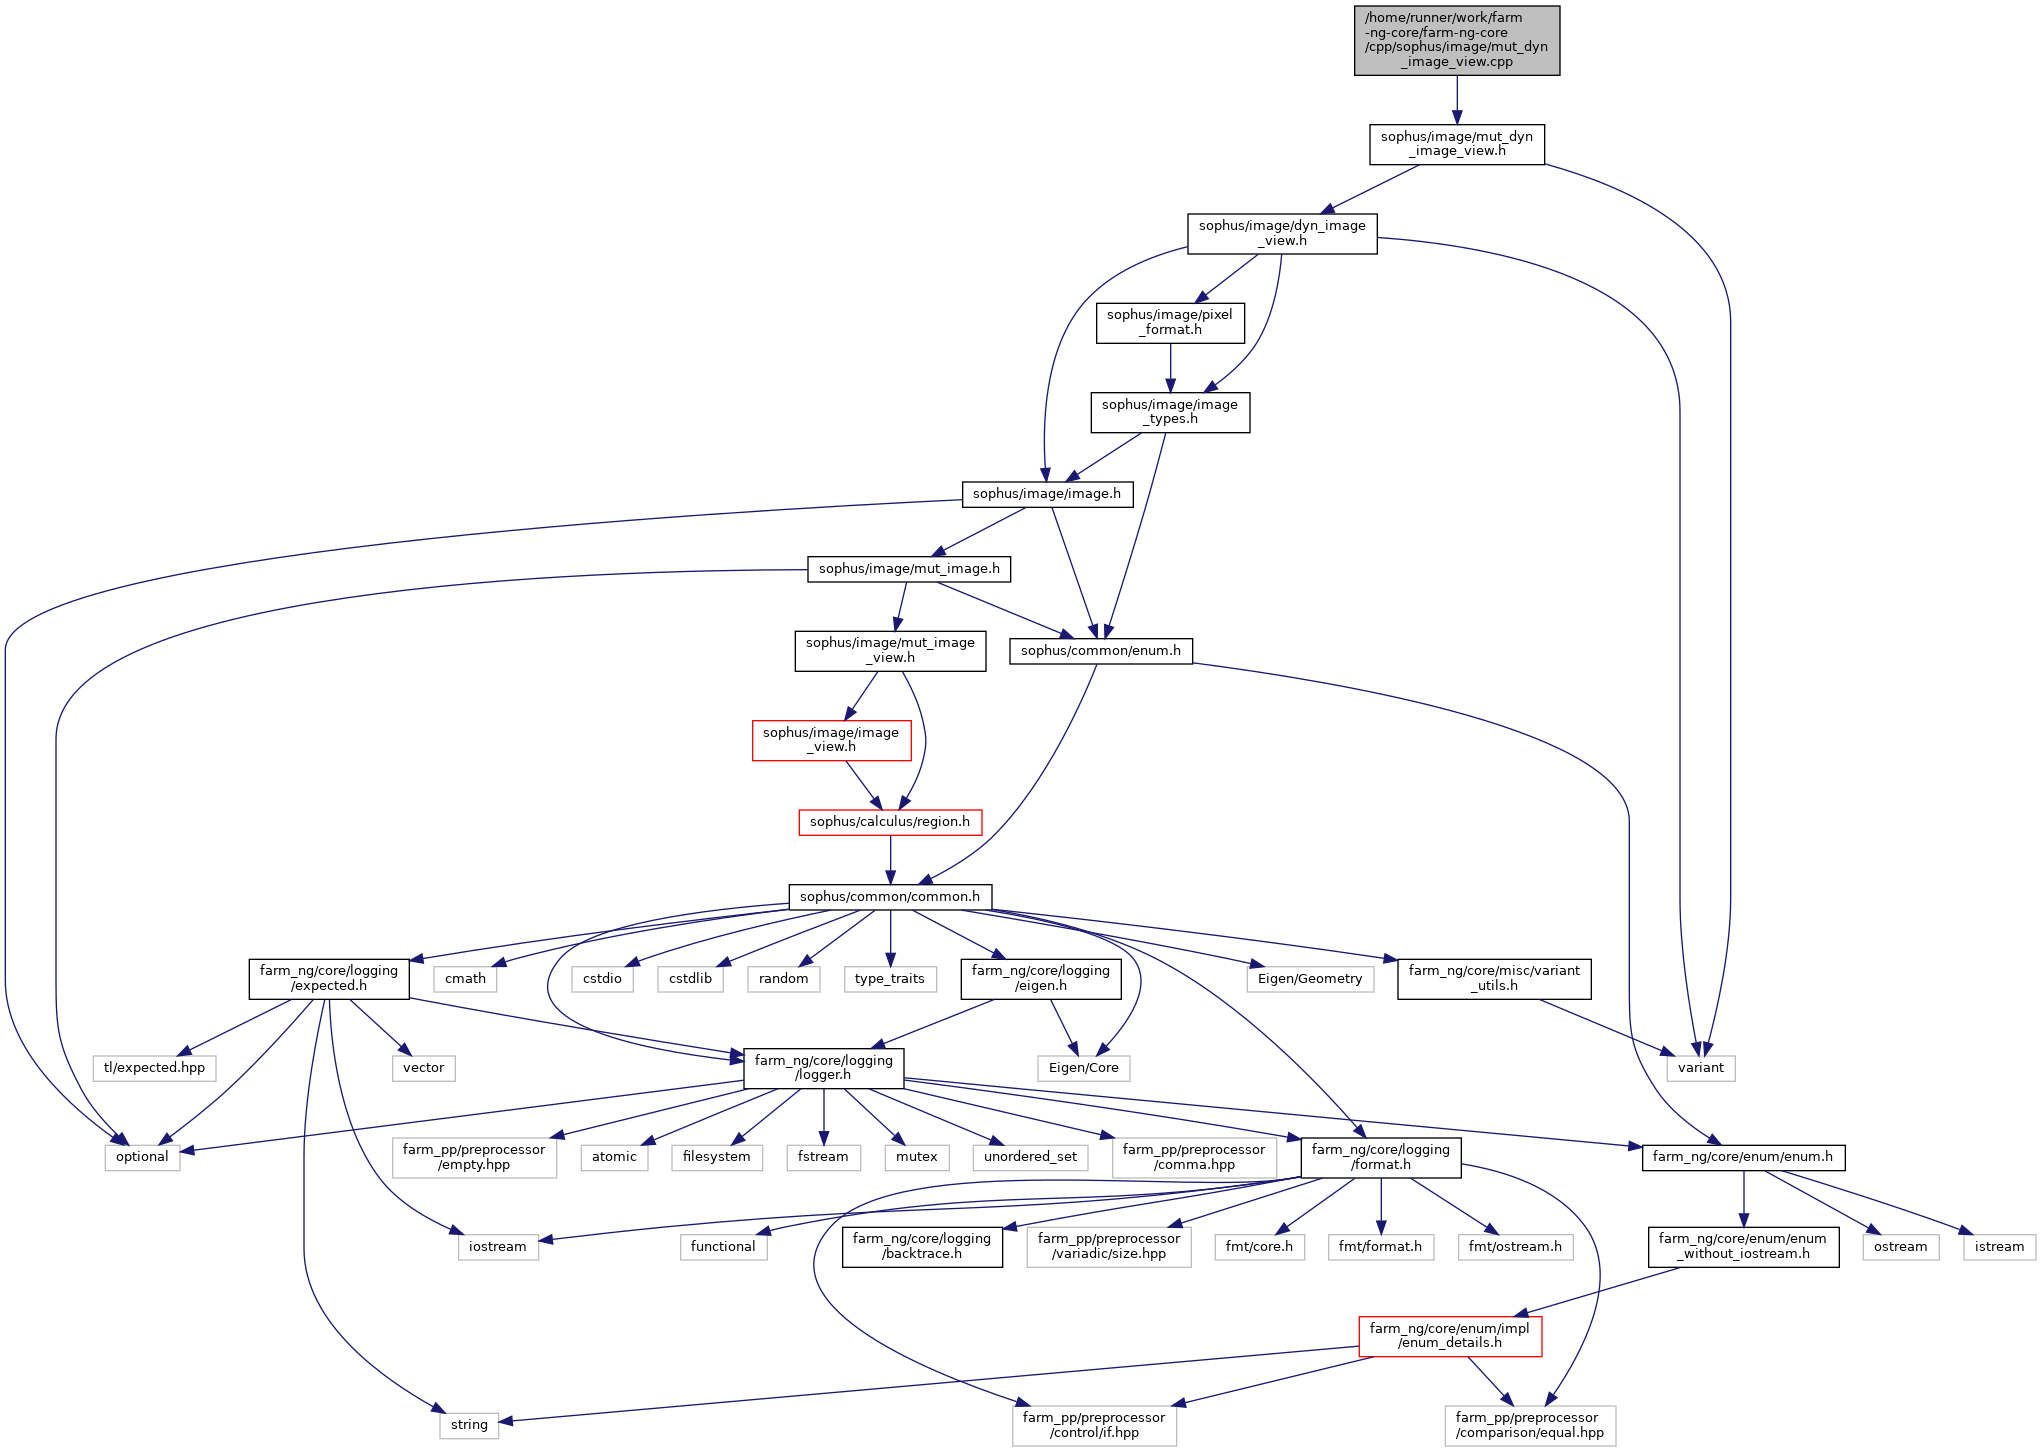 /home/runner/work/farm
-ng-core/farm-ng-core
/cpp/sophus/image/mut_dyn
_image_view.cpp
sophus/image/mut_dyn
_image_view.h
sophus/image/dyn_image
_view.h
sophus/image/pixel
_format.h
sophus/image/image
_types.h
sophus/image/image.h
sophus/image/mut_image.h
sophus/image/mut_image
_view.h
sophus/common/enum.h
sophus/image/image
_view.h
sophus/calculus/region.h
sophus/common/common.h
farm_ng/core/logging
/expected.h
cmath
cstdio
cstdlib
random
type_traits
farm_ng/core/logging
/eigen.h
Eigen/Geometry
farm_ng/core/misc/variant
_utils.h
tl/expected.hpp
vector
farm_ng/core/logging
/logger.h
Eigen/Core
variant
optional
farm_pp/preprocessor
/empty.hpp
atomic
filesystem
fstream
mutex
unordered_set
farm_pp/preprocessor
/comma.hpp
farm_ng/core/logging
/format.h
farm_ng/core/enum/enum.h
iostream
functional
farm_ng/core/logging
/backtrace.h
farm_pp/preprocessor
/variadic/size.hpp
fmt/core.h
fmt/format.h
fmt/ostream.h
farm_ng/core/enum/enum
_without_iostream.h
ostream
istream
farm_ng/core/enum/impl
/enum_details.h
string
farm_pp/preprocessor
/control/if.hpp
farm_pp/preprocessor
/comparison/equal.hpp